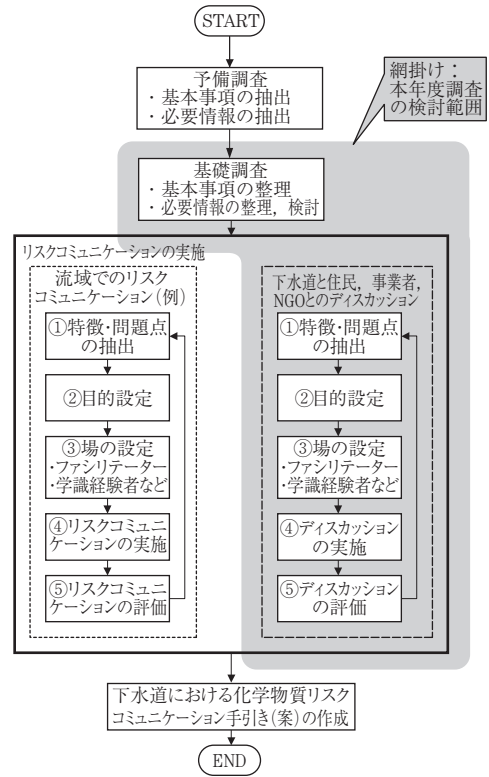 START
予備調査
・基本事項の抽出
・必要情報の抽出
網掛け：
本年度調査
の検討範囲
基礎調査
・基本事項の整理
・必要情報の整理，検討
リスクコミュニケーションの実施
流域でのリスク
コミュニケーション（例）
①特徴・問題点
の抽出
②目的設定
③場の設定
・ファシリテーター
・学識経験者など
④リスクコミュニ
ケーションの実施
⑤リスクコミュニ
ケーションの評価
下水道と住民，事業者，
NGOとのディスカッション
①特徴・問題点
の抽出
②目的設定
③場の設定
・ファシリテーター
・学識経験者など
④ディスカッション
の実施
⑤ディスカッション
の評価
下水道における化学物質リスク
コミュニケーション手引き（案）の作成
END